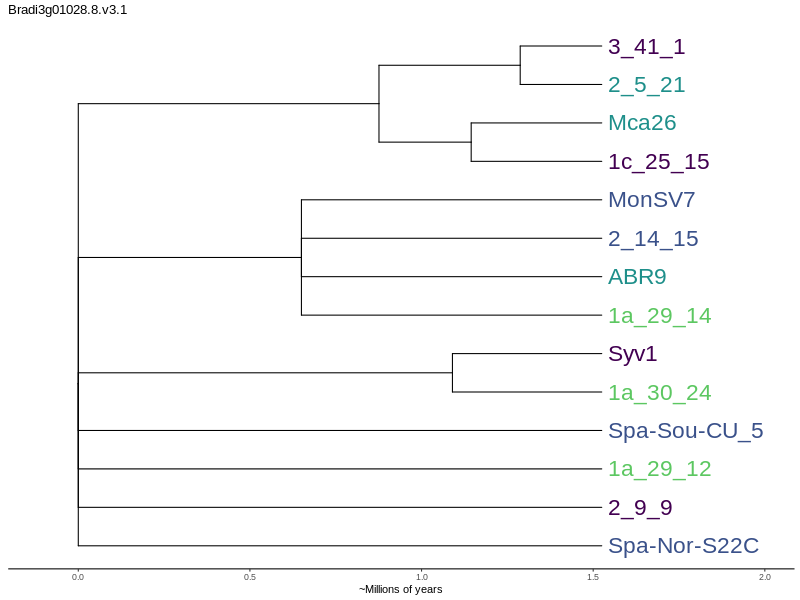 Bradi3g01028.8.v3.1
3_41_1
2_5_21
Mca26
1c_25_15
MonSV7
2_14_15
ABR9
1a_29_14
Syv1
1a_30_24
Spa-Sou-CU_5
1a_29_12
2_9_9
Spa-Nor-S22C
0.0 0.5 1.0 1.5 2.0
~Millions of years